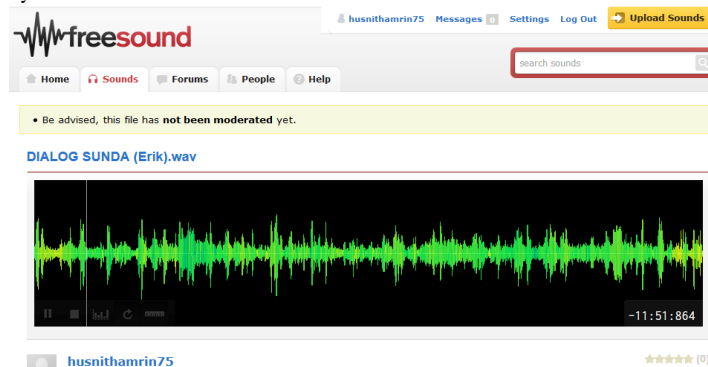 husnithamrin75 Messages 0 Settings Log Out Upload Sounds
freesound
search sounds
Home Sounds Forums People Help
• Be advised, this file has not been moderated yet.
DIALOG SUNDA (Erik).wav
-11:51:864
husnithamrin75
(0)